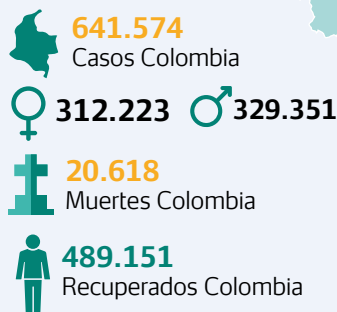 641.574
Casos Colombia
312.223 329.351
20.618
Muertes Colombia
489.151
Recuperados Colombia